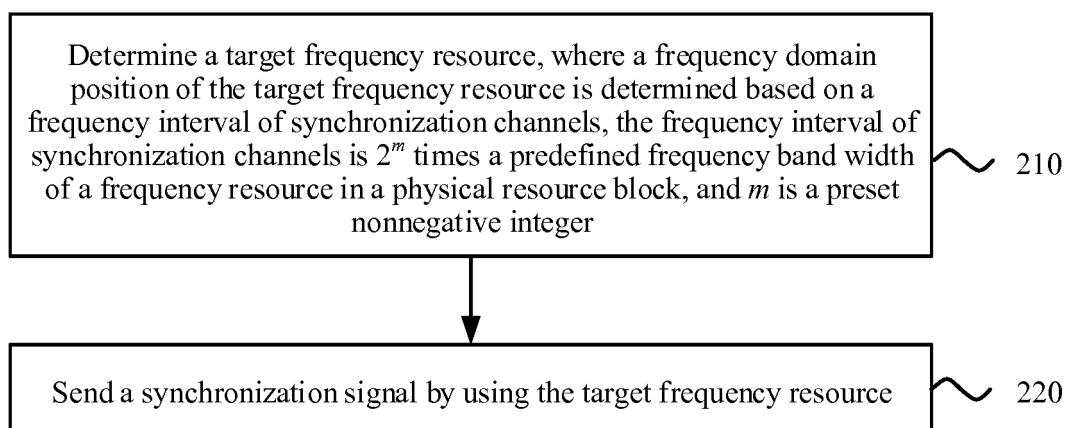 Determine a target frequency resource, where a frequency domain
position of the target frequency resource is determined based on a
frequency interval of synchronization channels, the frequency interval of
synchronization channels is 2^m times a predefined frequency band width
of a frequency resource in a physical resource block, and m is a preset
nonnegative integer
210
Send a synchronization signal by using the target frequency resource
220